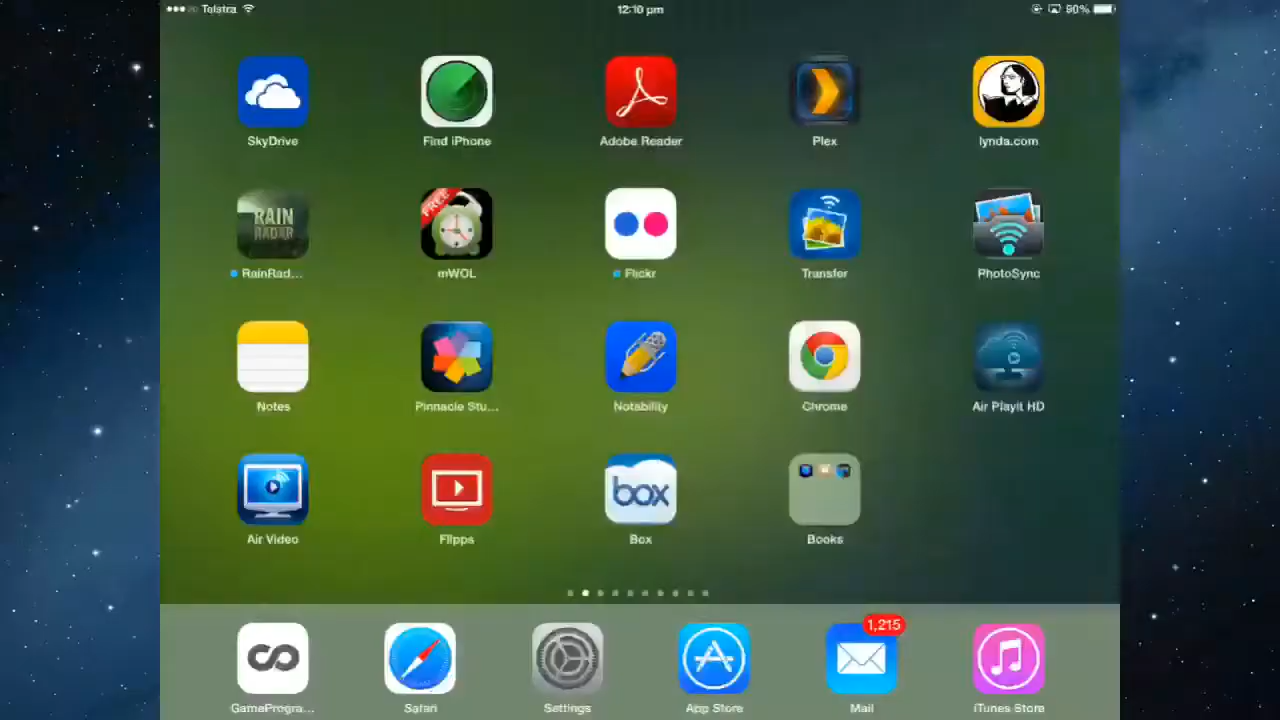 Telstra 12:10 pm 90%
SkyDrive Find iPhone Adobe Reader Plex lynda.com
RAIN
RADAR
FREE
RainRad... mWOL Flickr Transfer PhotoSync
Notes Pinnacle Stu... Notability Chrome Air Playit HD
box
Air Video Flipps Box Books
1,215
GameProgra... Safari Settings App Store Mail iTunes Store